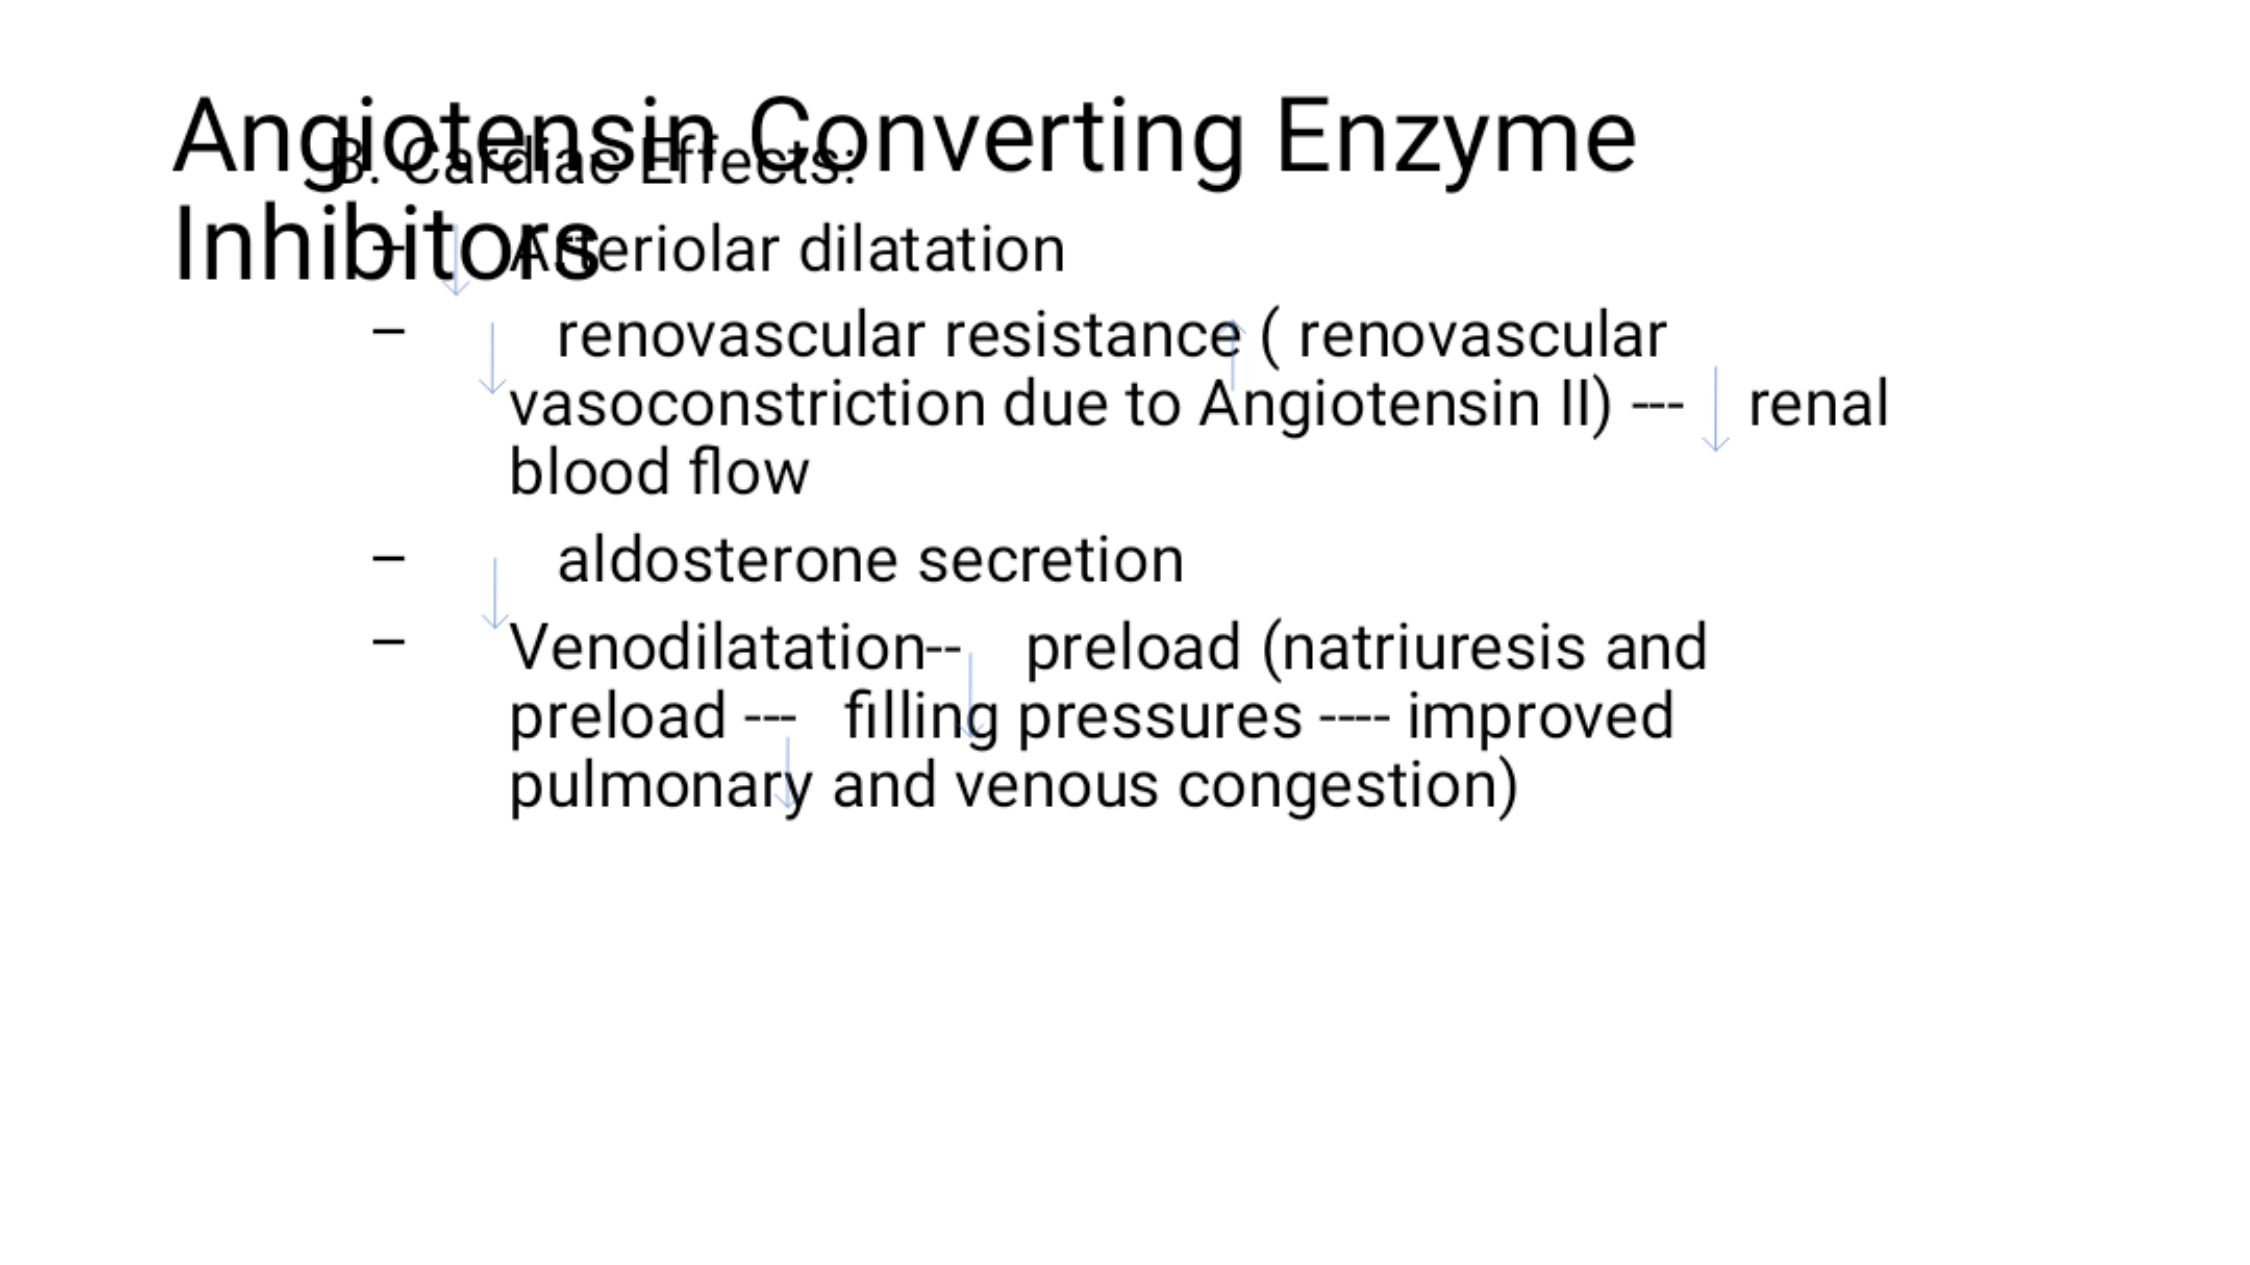 Angiotensin Converting Enzyme
Inhibitors
B. Cardiac Effects:
– ↓ Arteriolar dilatation
– ↓ renovascular resistance ↑ ( renovascular
vasoconstriction due to Angiotensin II) --- ↓ renal
blood flow
– ↓ aldosterone secretion
– Venodilatation-- ↓ preload (natriuresis and
preload --- ↓ filling pressures ---- improved
pulmonary and venous congestion)